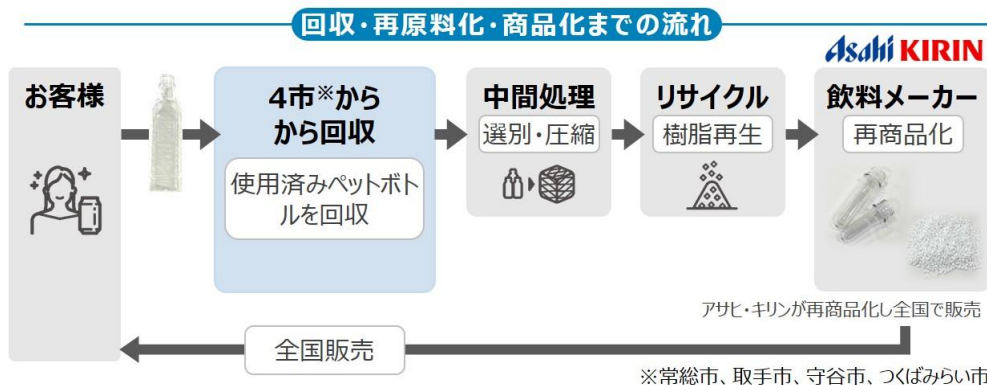 回収・再原料化・商品化までの流れ
Asahi KIRIN
お客様
4市※から
から回収
使用済みペットボト
ルを回収
中間処理
選別・圧縮
リサイクル
樹脂再生
飲料メーカー
再商品化
アサヒ・キリンが再商品化し全国で販売
全国販売
※常総市、取手市、守谷市、つくばみらい市